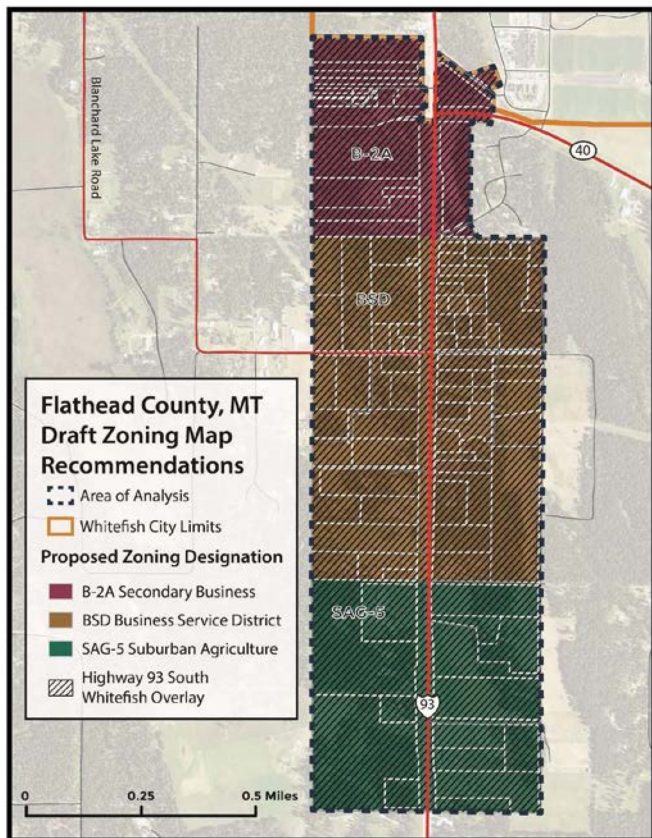 Blanchard Lake Road
B-2A
40
BSD
Flathead County, MT
Draft Zoning Map
Recommendations
Area of Analysis
Whitefish City Limits
Proposed Zoning Designation
B-2A Secondary Business
BSD Business Service District
SAG-5 Suburban Agriculture
Highway 93 South
Whitefish Overlay
SAG-5
93
0 0.25 0.5 Miles